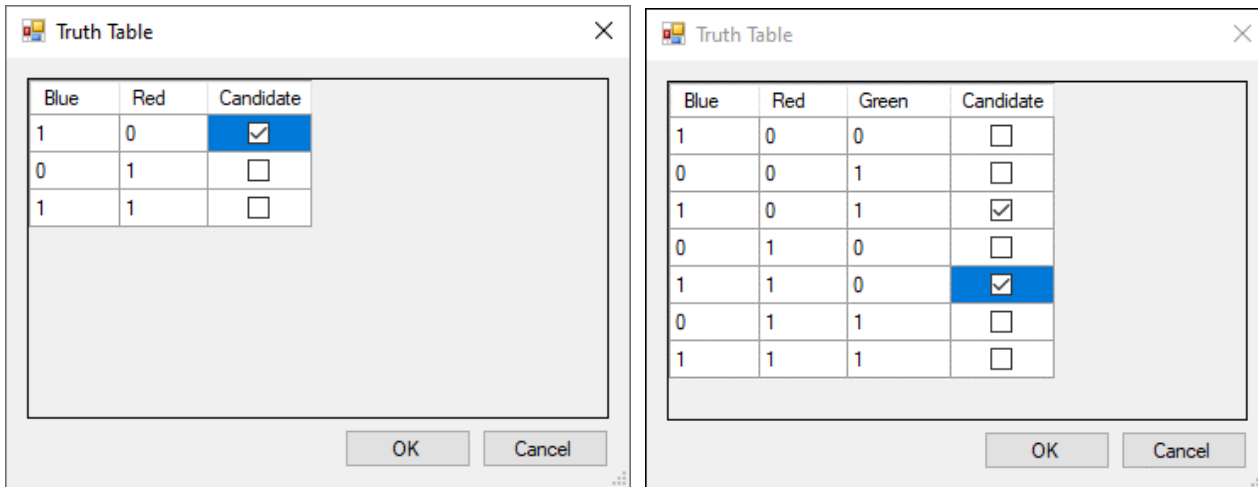 Truth Table
Blue Red Candidate
1 0
0 1
1 1
OK Cancel
Truth Table
Blue Red Green Candidate
1 0 0
0 0 1
1 0 1
0 1 0
1 1 0
0 1 1
1 1 1
OK Cancel